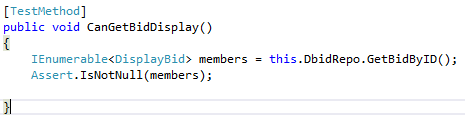 [TestMethod]
public void CanGetBidDisplay()
{
IEnumerable<DisplayBid> members = this.DbidRepo.GetBidByID();
Assert.IsNotNull(members);
}